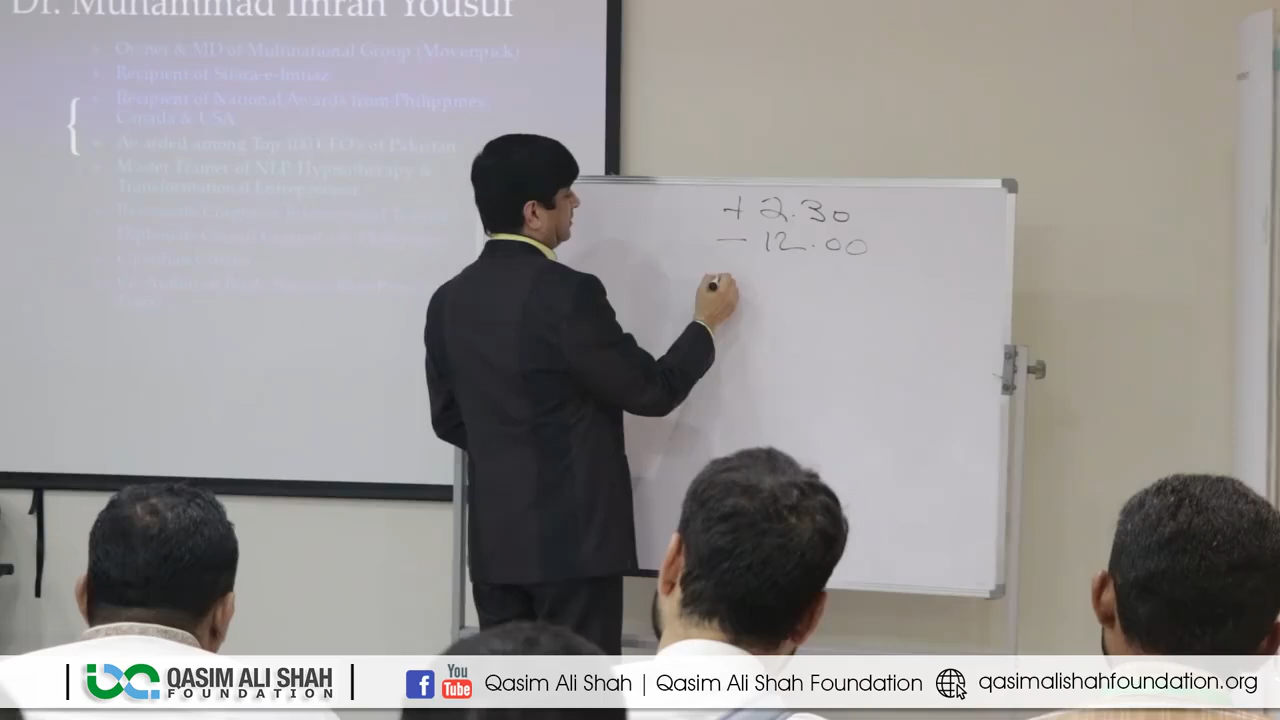 Dr. Muhammad Imran Yousuf
Owner & MD of Multinational Group (Movenpick)
Recipient of Sitara-e-Imtiaz
Recipient of National Awards from Philippines,
Canada & USA
Awarded among Top 100 CEO's of Pakistan
Master Trainer of NLP, Hypnotherapy &
Transformational Entrepreneurs
+ 2.30
- 12.00
QASIM ALI SHAH
FOUNDATION
You
Tube
Qasim Ali Shah | Qasim Ali Shah Foundation
qasimalishahfoundation.org